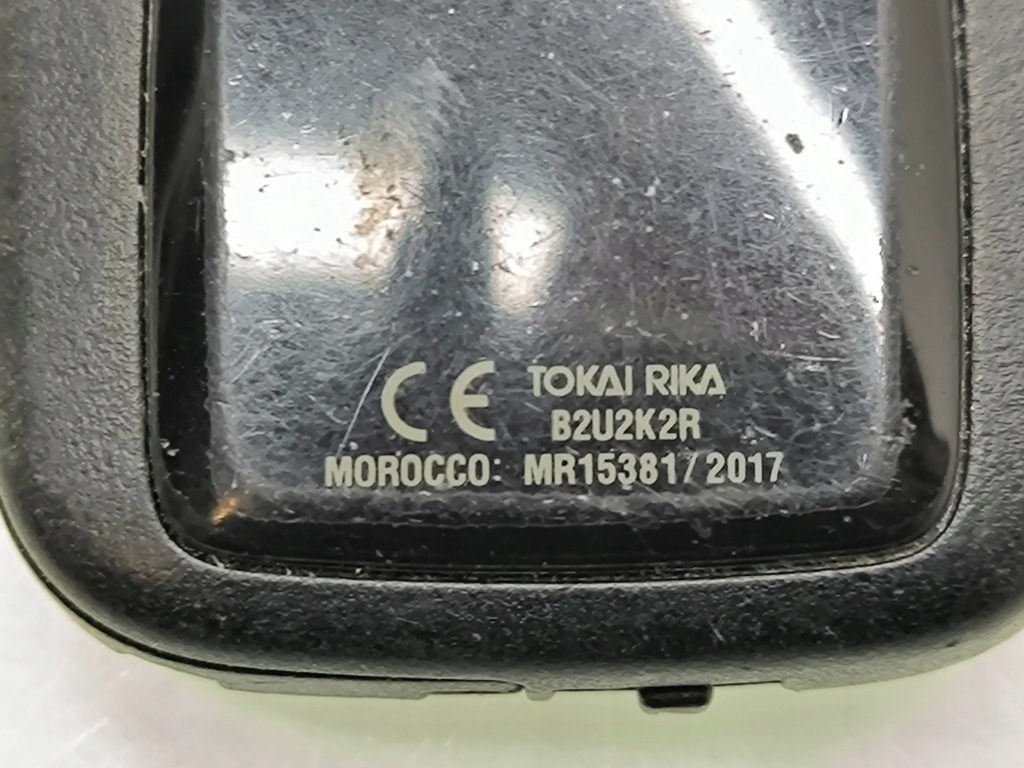 CE TOKAI RIKA
B2U2K2R
MOROCCO: MR15381/2017